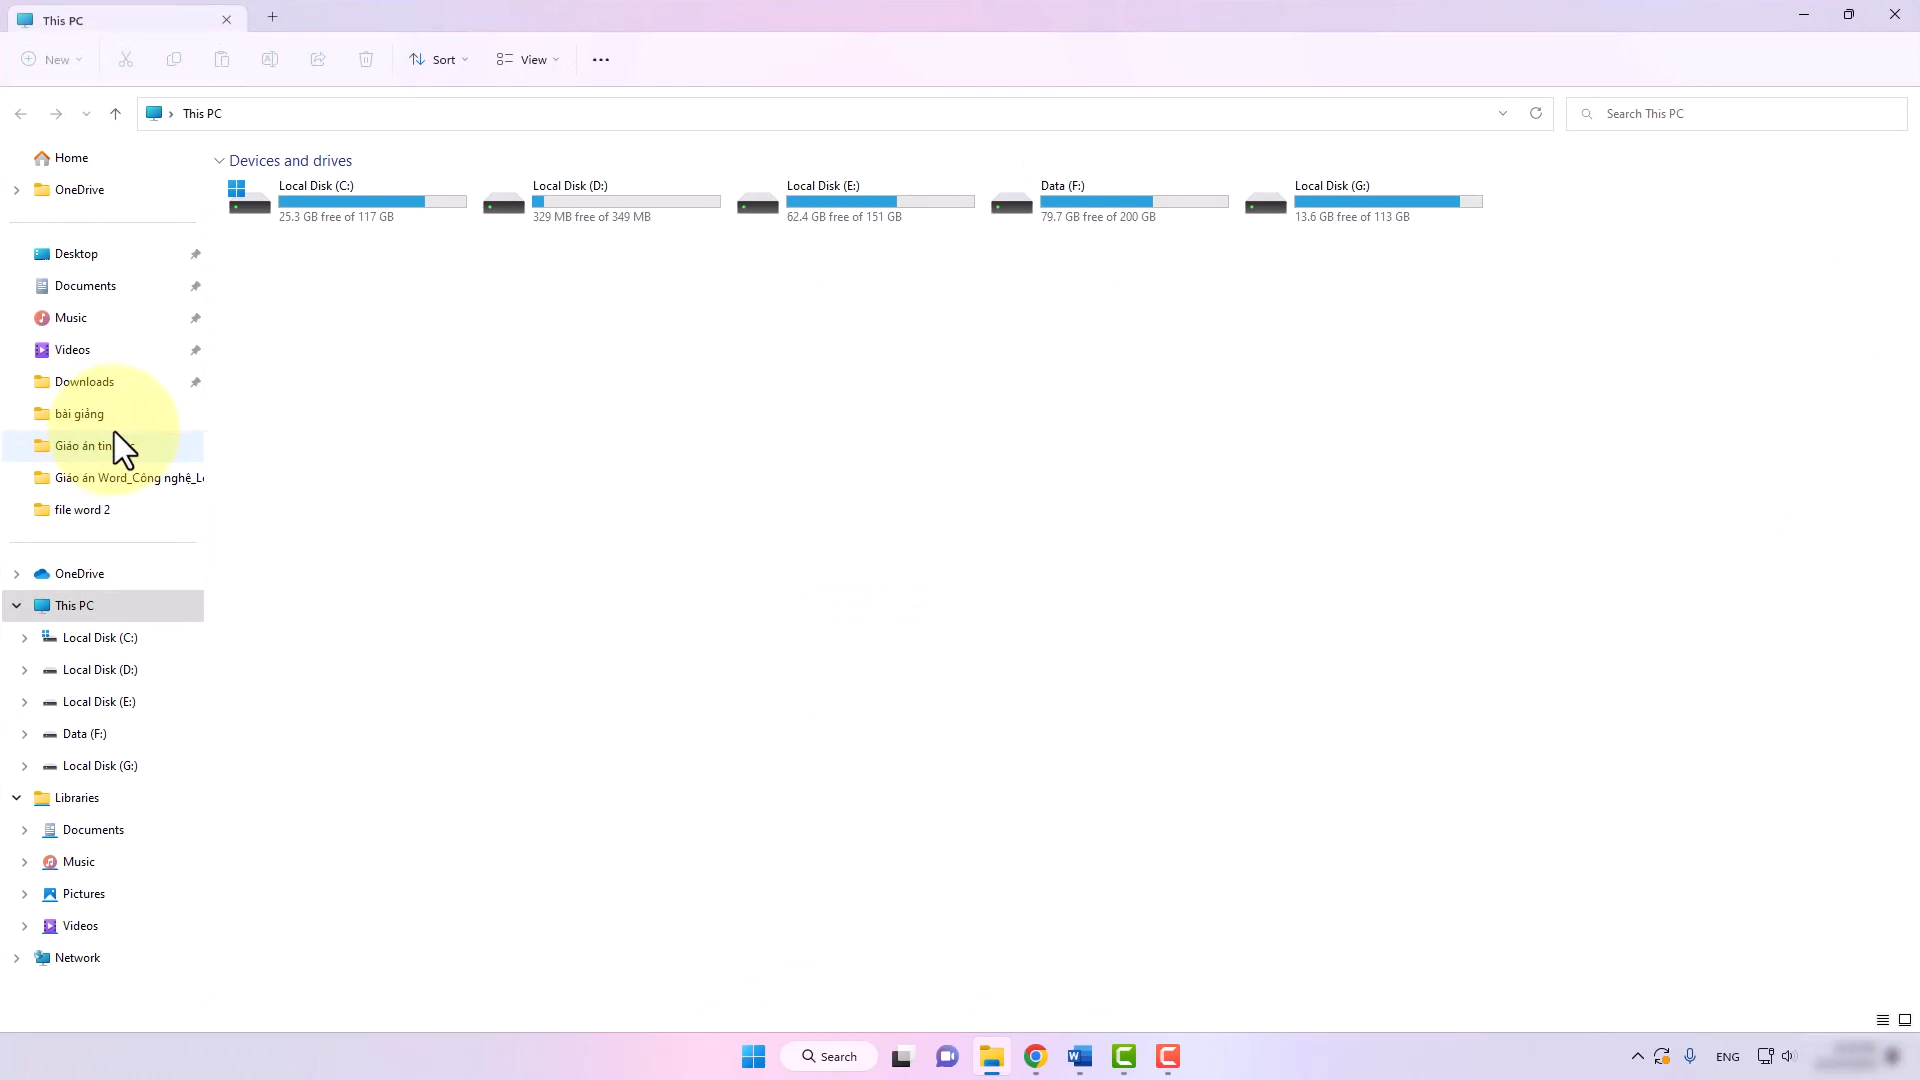 This PC
New
Sort
View
This PC
Search This PC
Home
OneDrive
Desktop
Documents
Music
Videos
Downloads
bài giảng
Giáo án
Giáo án Word_Công nghệ_L
file word 2
OneDrive
This PC
Local Disk (C:)
Local Disk (D:)
Local Disk (E:)
Data (F:)
Local Disk (G:)
Libraries
Documents
Music
Pictures
Videos
Network
Devices and drives
Local Disk (C:)
25.3 GB free of 117 GB
Local Disk (D:)
329 MB free of 349 MB
Local Disk (E:)
62.4 GB free of 151 GB
Data (F:)
79.7 GB free of 200 GB
Local Disk (G:)
13.6 GB free of 113 GB
Search
ENG